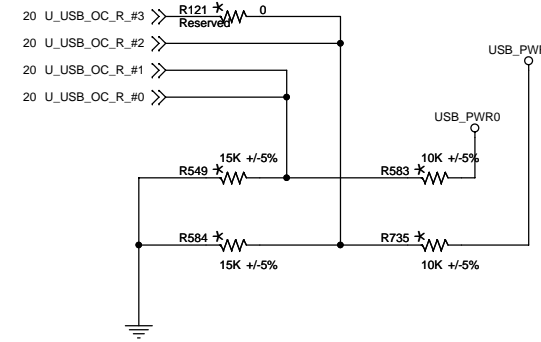 20 U_USB_OC_R_#3 R121 * 0
Reserved
20 U_USB_OC_R_#2
20 U_USB_OC_R_#1
20 U_USB_OC_R_#0
USB_PWR0
15K +/-5%
10K +/-5%
R549 *
R583 *
R584 *
R735 *
15K +/-5%
10K +/-5%